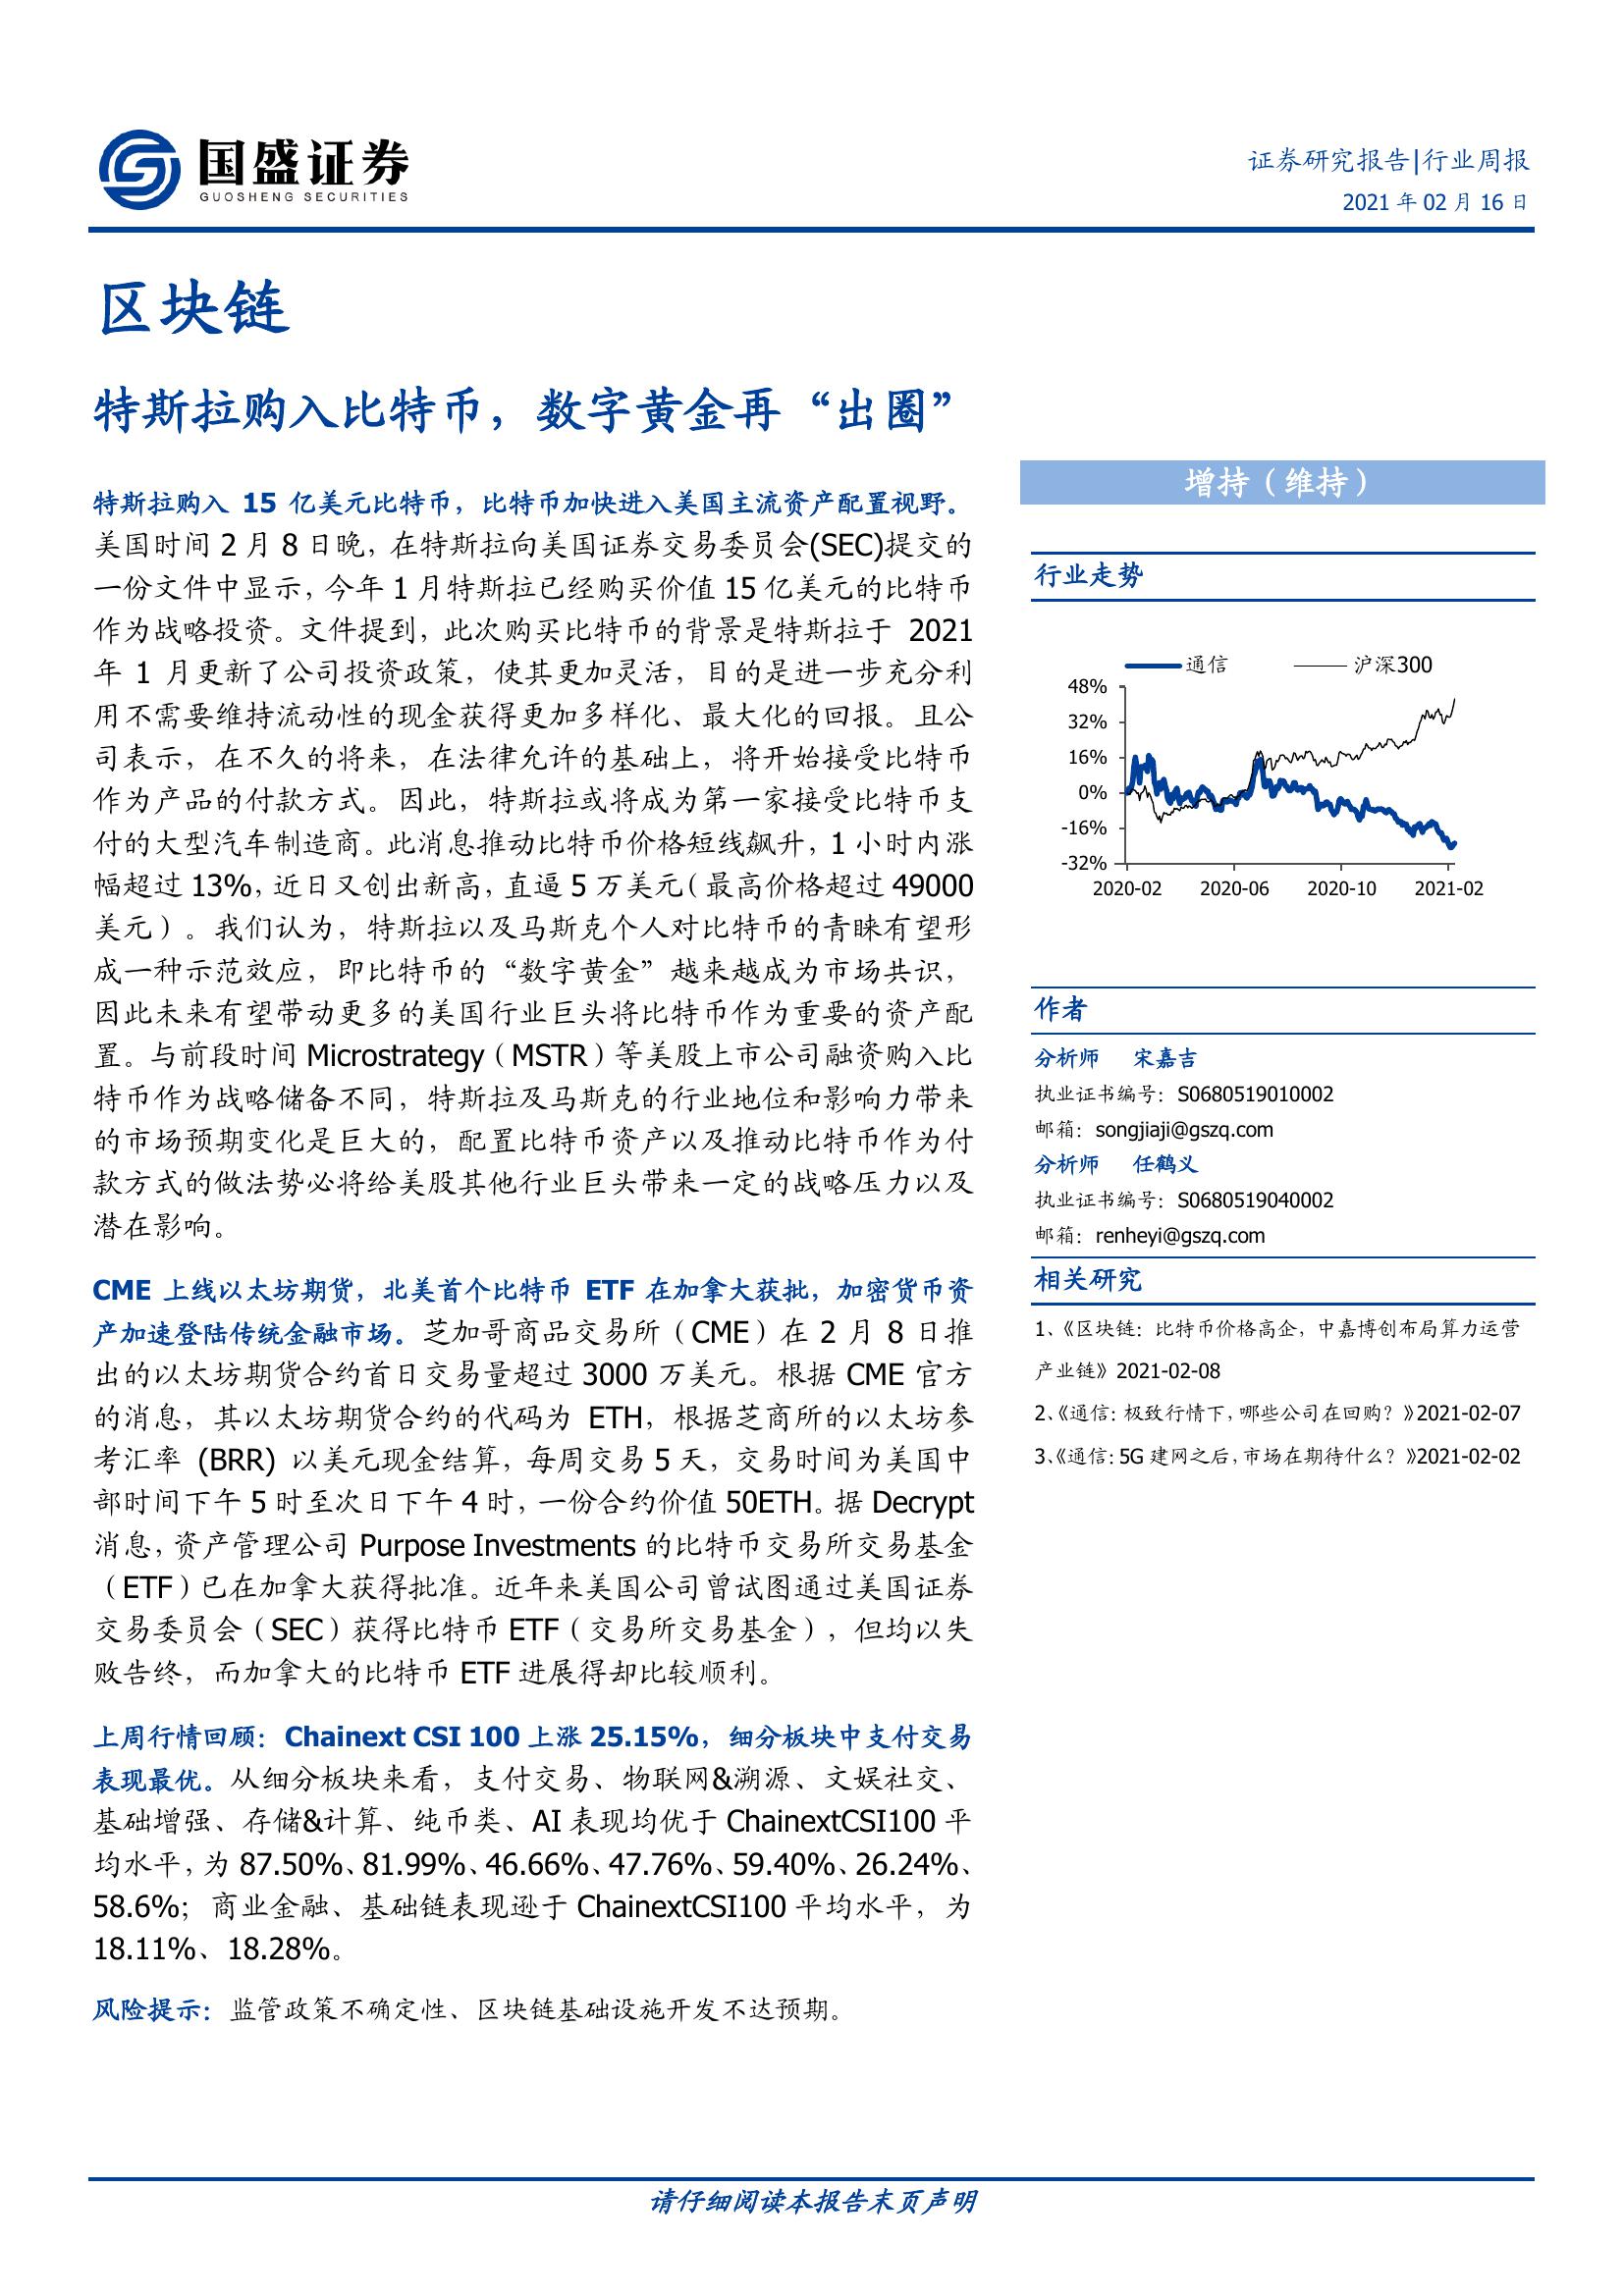 国盛证券
GUOSHENG SECURITIES
证券研究报告|行业周报
2021 年 02 月 16 日
区块链
特斯拉购入比特币，数字黄金再“出圈”
特斯拉购入 15 亿美元比特币，比特币加快进入美国主流资产配置视野。
美国时间 2 月 8 日晚，在特斯拉向美国证券交易委员会(SEC)提交的
一份文件中显示，今年 1 月特斯拉已经购买价值 15 亿美元的比特币
作为战略投资。文件提到，此次购买比特币的背景是特斯拉于 2021
年 1 月更新了公司投资政策，使其更加灵活，目的是进一步充分利
用不需要维持流动性的现金获得更加多样化、最大化的回报。且公
司表示，在不久的将来，在法律允许的基础上，将开始接受比特币
作为产品的付款方式。因此，特斯拉或将成为第一家接受比特币支
付的大型汽车制造商。此消息推动比特币价格短线飙升，1 小时内涨
幅超过 13%，近日又创出新高，直逼 5 万美元（最高价格超过 49000
美元）。我们认为，特斯拉以及马斯克个人对比特币的青睐有望形
成一种示范效应，即比特币的“数字黄金”越来越成为市场共识，
因此未来有望带动更多的美国行业巨头将比特币作为重要的资产配
置。与前段时间 Microstrategy（MSTR）等美股上市公司融资购入比
特币作为战略储备不同，特斯拉及马斯克的行业地位和影响力带来
的市场预期变化是巨大的，配置比特币资产以及推动比特币作为付
款方式的做法势必将给美股其他行业巨头带来一定的战略压力以及
潜在影响。
CME 上线以太坊期货，北美首个比特币 ETF 在加拿大获批，加密货币资
产加速登陆传统金融市场。芝加哥商品交易所（CME）在 2 月 8 日推
出的以太坊期货合约首日交易量超过 3000 万美元。根据 CME 官方
的消息，其以太坊期货合约的代码为 ETH，根据芝商所的以太坊参
考汇率 (BRR) 以美元现金结算，每周交易 5 天，交易时间为美国中
部时间下午 5 时至次日下午 4 时，一份合约价值 50ETH。据 Decrypt
消息，资产管理公司 Purpose Investments 的比特币交易所交易基金
（ETF）已在加拿大获得批准。近年来美国公司曾试图通过美国证券
交易委员会（SEC）获得比特币 ETF（交易所交易基金），但均以失
败告终，而加拿大的比特币 ETF 进展得却比较顺利。
上周行情回顾：Chainext CSI 100 上涨 25.15%，细分板块中支付交易
表现最优。从细分板块来看，支付交易、物联网&溯源、文娱社交、
基础增强、存储&计算、纯币类、AI 表现均优于 ChainextCSI100 平
均水平，为 87.50%、81.99%、46.66%、47.76%、59.40%、26.24%、
58.6%；商业金融、基础链表现逊于 ChainextCSI100 平均水平，为
18.11%、18.28%。
风险提示：监管政策不确定性、区块链基础设施开发不达预期。
增持（维持）
行业走势
通信 沪深300
48%
32%
16%
0%
-16%
-32%
2020-02 2020-06 2020-10 2021-02
作者
分析师 宋嘉吉
执业证书编号：S0680519010002
邮箱：songjiaji@gszq.com
分析师 任鹤义
执业证书编号：S0680519040002
邮箱：renheyi@gszq.com
相关研究
1、《区块链：比特币价格高企，中嘉博创布局算力运营
产业链》2021-02-08
2、《通信：极致行情下，哪些公司在回购？》2021-02-07
3、《通信：5G 建网之后，市场在期待什么？》2021-02-02
请仔细阅读本报告末页声明